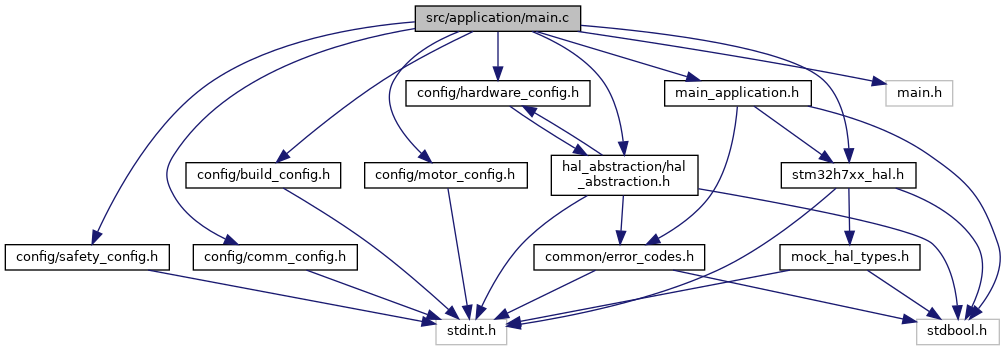 src/application/main.c
config/hardware_config.h
main_application.h
main.h
config/build_config.h
config/motor_config.h
hal_abstraction/hal
_abstraction.h
stm32h7xx_hal.h
config/safety_config.h
config/comm_config.h
common/error_codes.h
mock_hal_types.h
stdint.h
stdbool.h